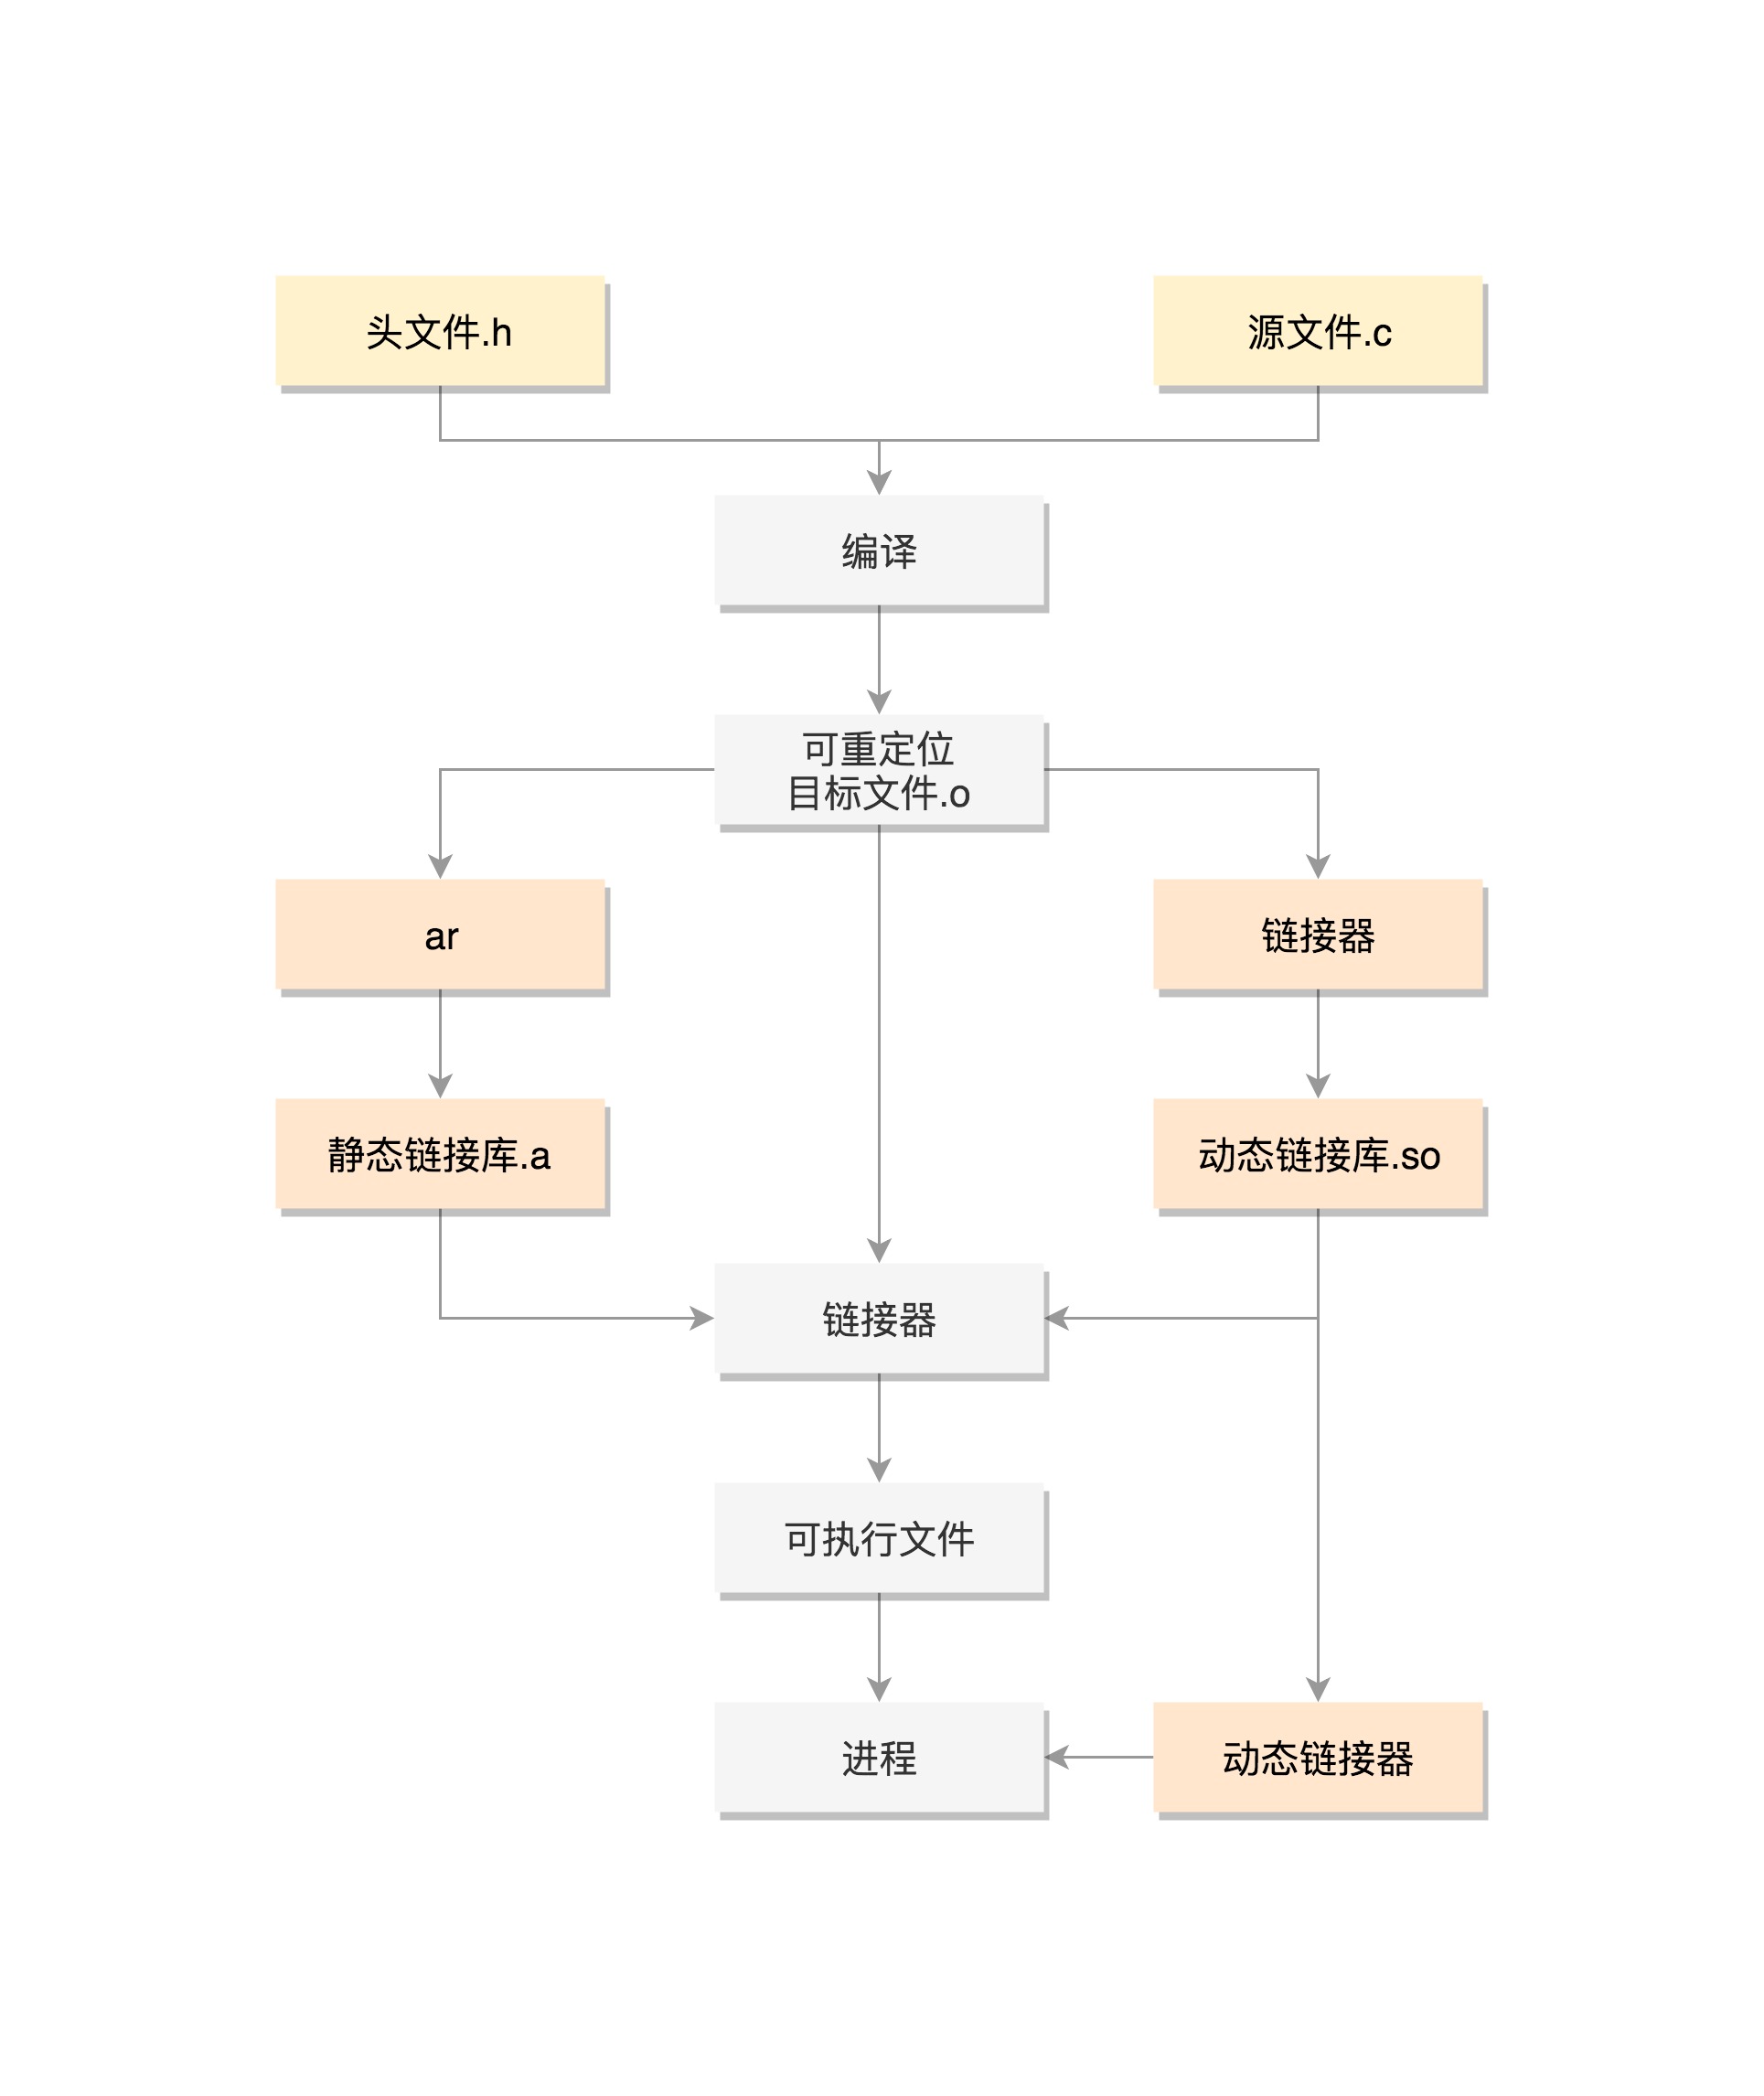 头文件.h
源文件.c
编译
可重定位
目标文件.o
ar
链接器
静态链接库.a
动态链接库.so
链接器
可执行文件
进程
动态链接器